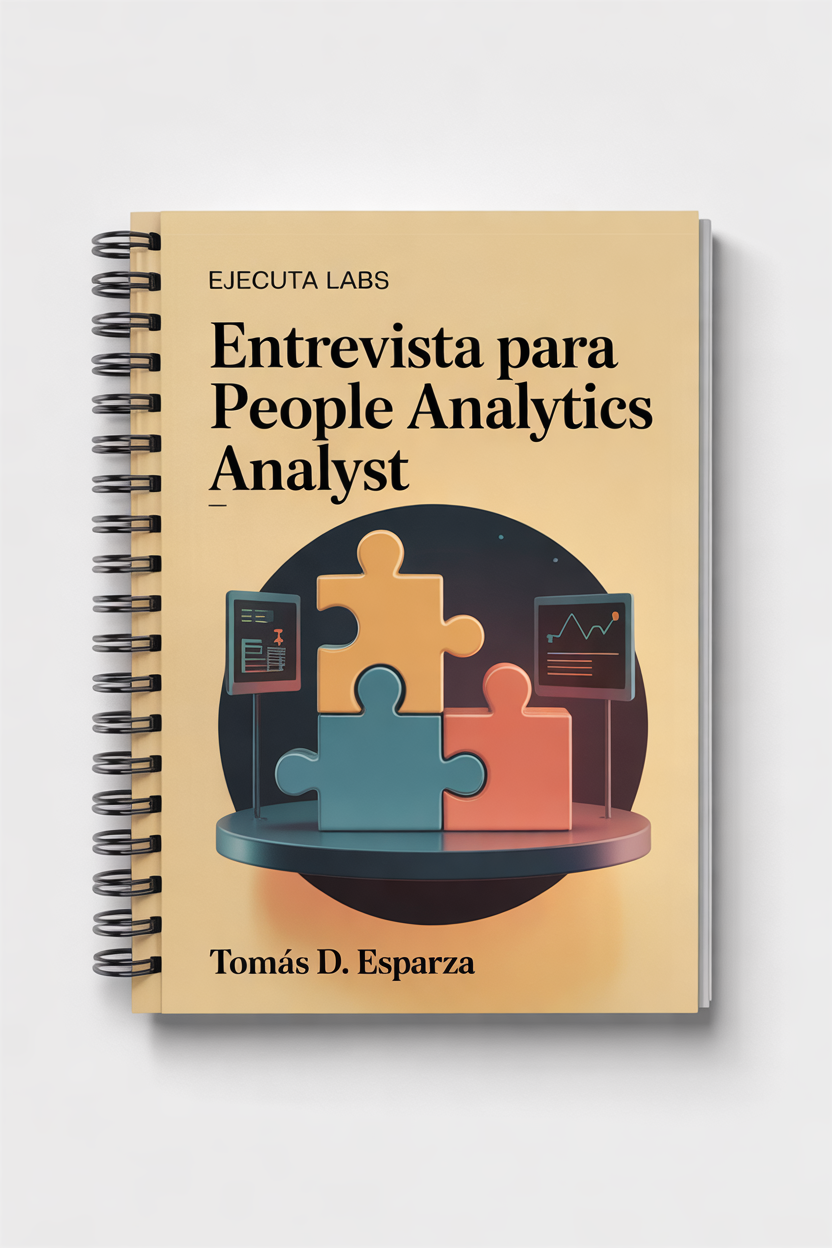 EJECUTA LABS
Entrevista para
People Analytics
Analyst
Tomás D. Esparza